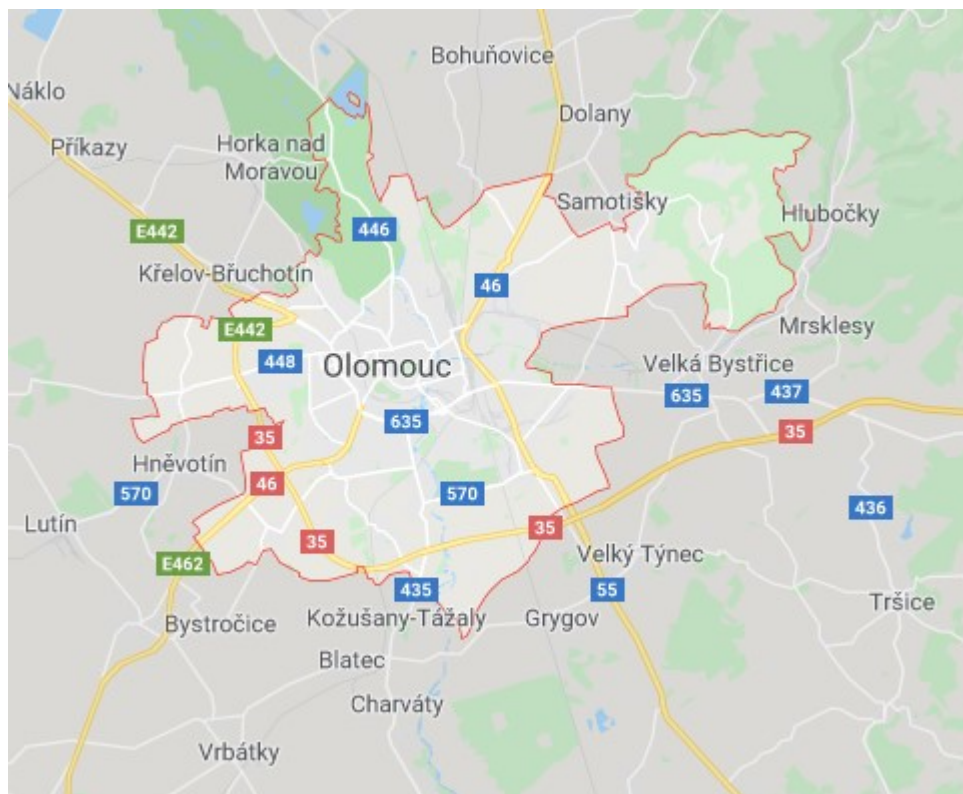 Bohuňovice
Náklo
Dolany
Příkazy
Horka nad
Moravou
Samotišky
Hlubočky
E442
446
Křelov-Břuchotín
46
E442
Mrsklesy
448
Olomouc
Velká Bystřice
635
437
635
35
35
Hněvotín
46
570
570
436
Lutín
35
35
E462
Velký Týnec
435
55
Tršice
Bystročice
Kožušany-Tážaly
Grygov
Blatec
Charváty
Vrbátky